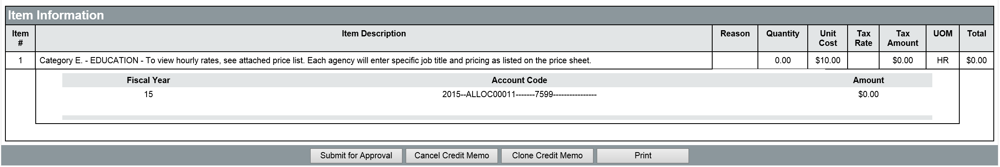 Item Information
Item # Item Description Reason Quantity Unit Cost Tax Rate Tax Amount UOM Total
1 Category E. - EDUCATION - To view hourly rates, see attached price list. Each agency will enter specific job title and pricing as listed on the price sheet. 0.00 $10.00 $0.00 HR $0.00
Fiscal Year Account Code Amount
15 2015--ALLOC00011-------7599---------------- $0.00
Submit for Approval Cancel Credit Memo Clone Credit Memo Print